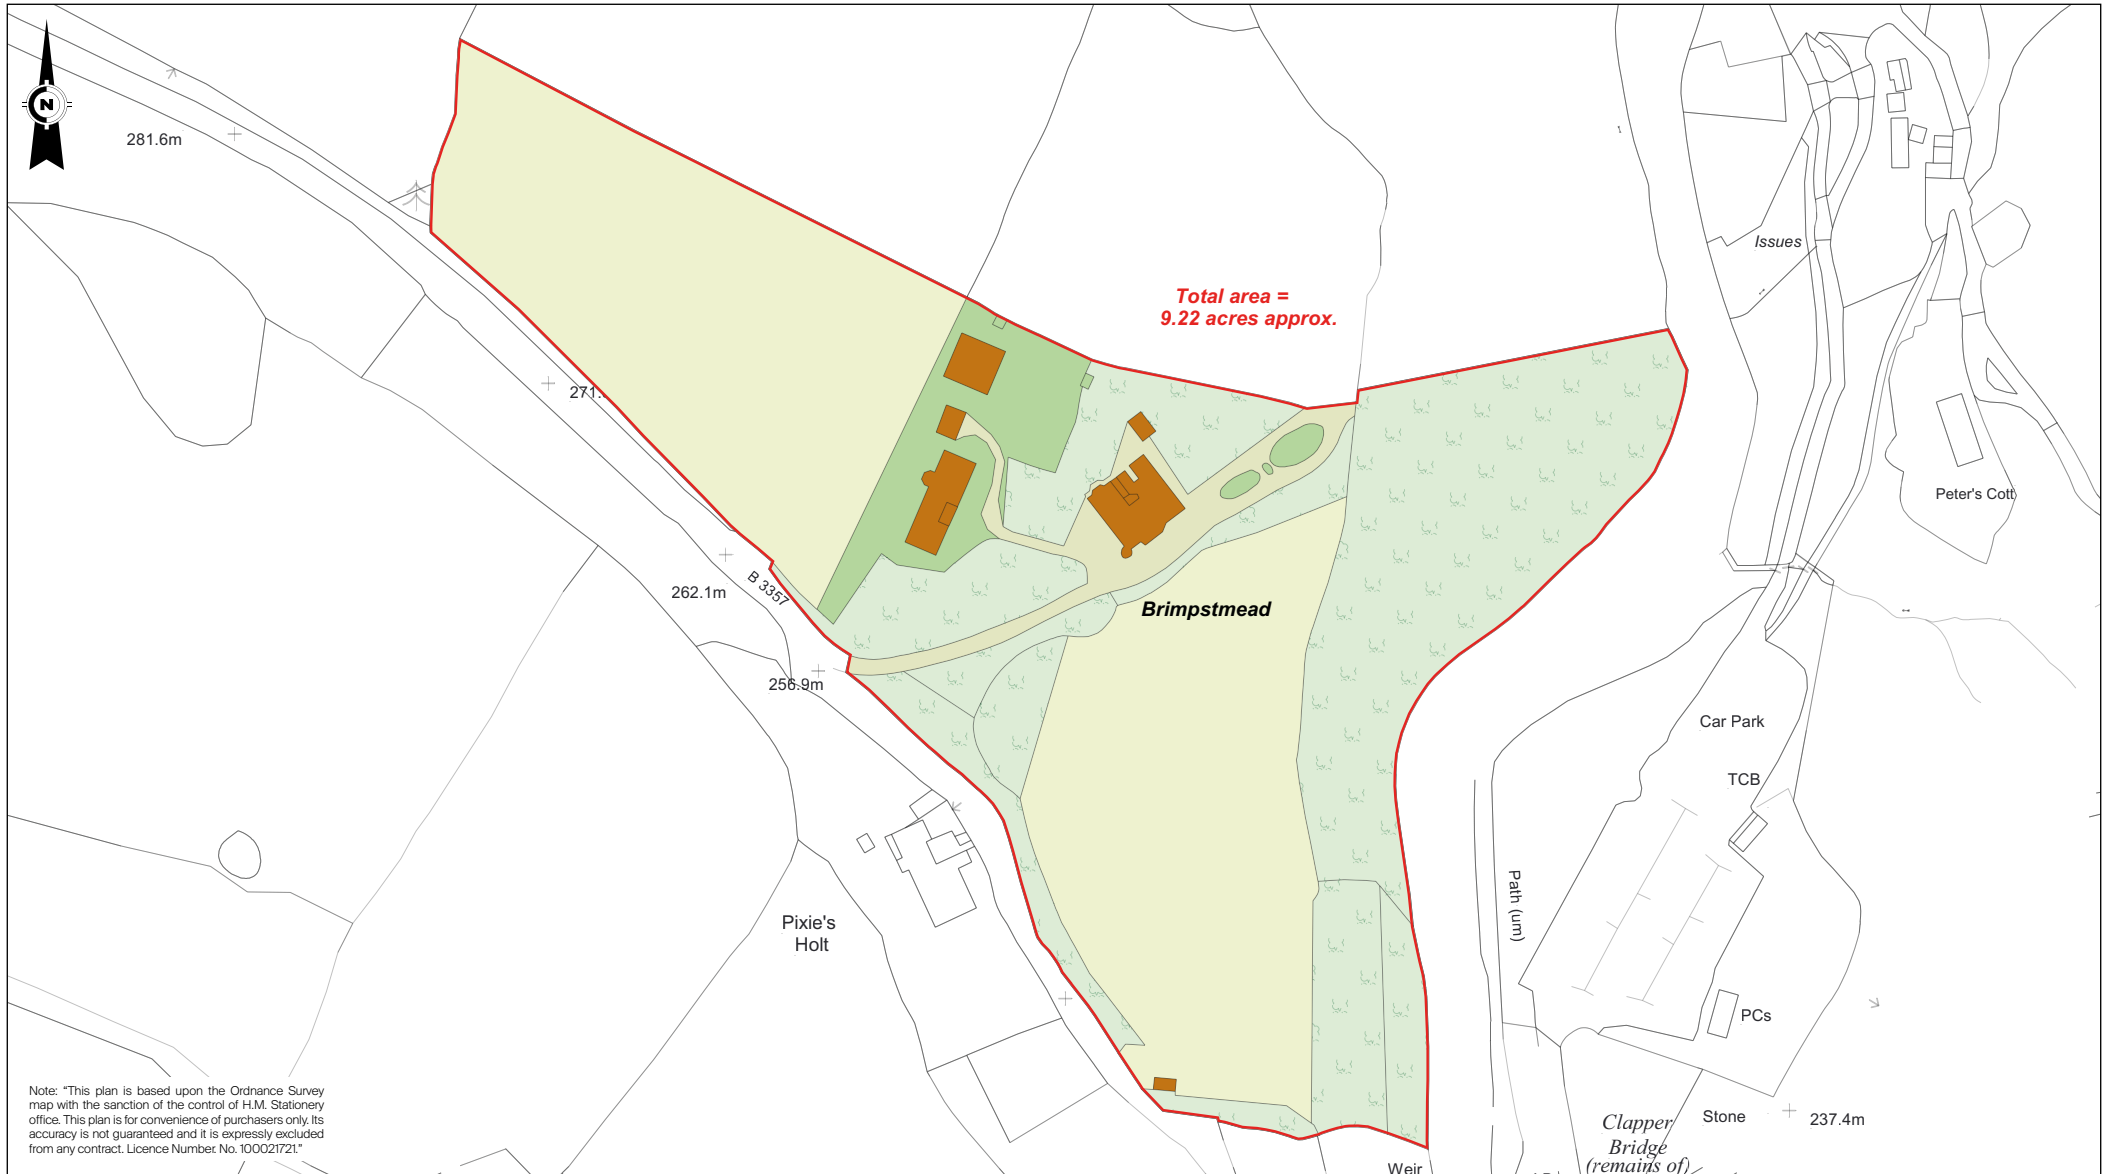 N
281.6m
Issues
Total area =
9.22 acres approx.
271.
Peter's Cott
262.1m
B 3357
Brimpstmead
256.9m
Car Park
TCB
Path (um)
Pixie's
Holt
PCs
Stone
237.4m
Clapper
Bridge
(remains of)
Weir
Note: “This plan is based upon the Ordnance Survey
map with the sanction of the control of H.M. Stationery
office. This plan is for convenience of purchasers only. Its
accuracy is not guaranteed and it is expressly excluded
from any contract. Licence Number. No. 100021721.”